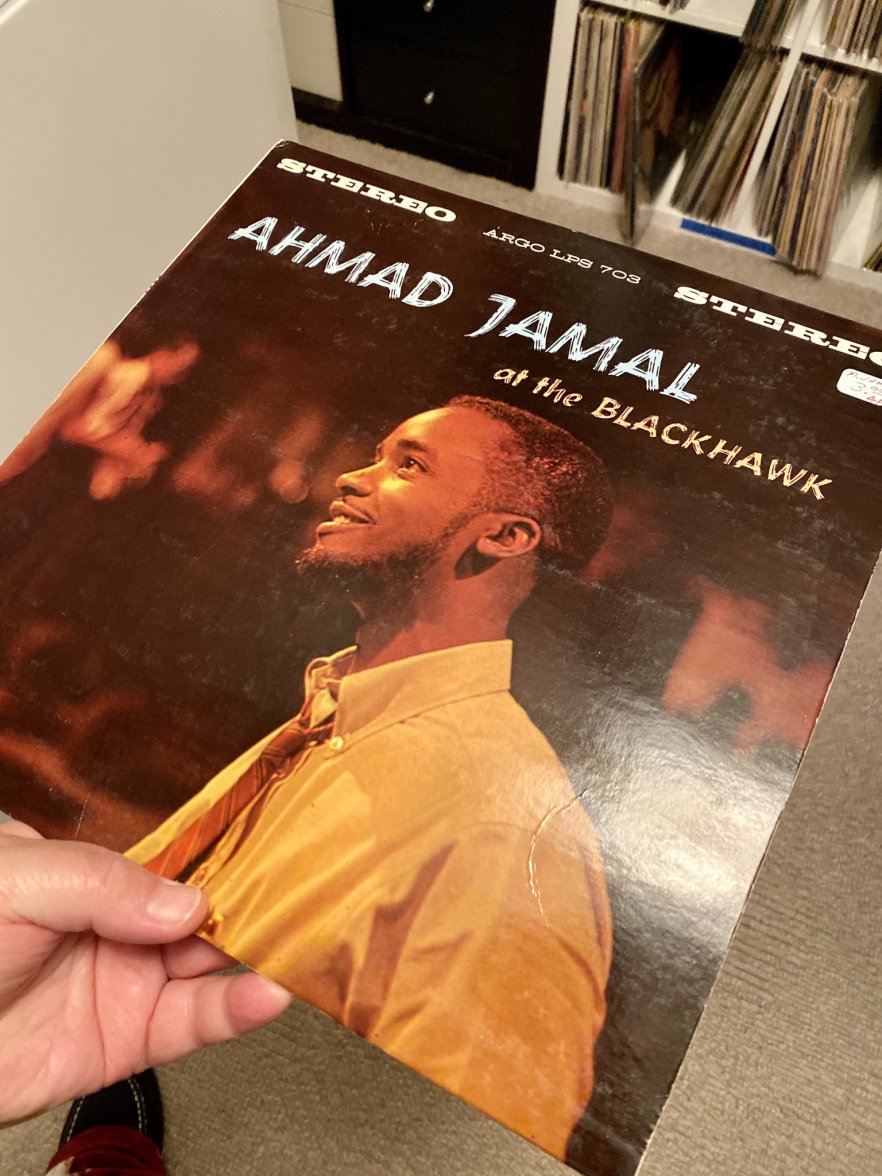 STEREO
ARGO LPS 703
STEREO
AHMAD JAMAL
at the BLACKHAWK